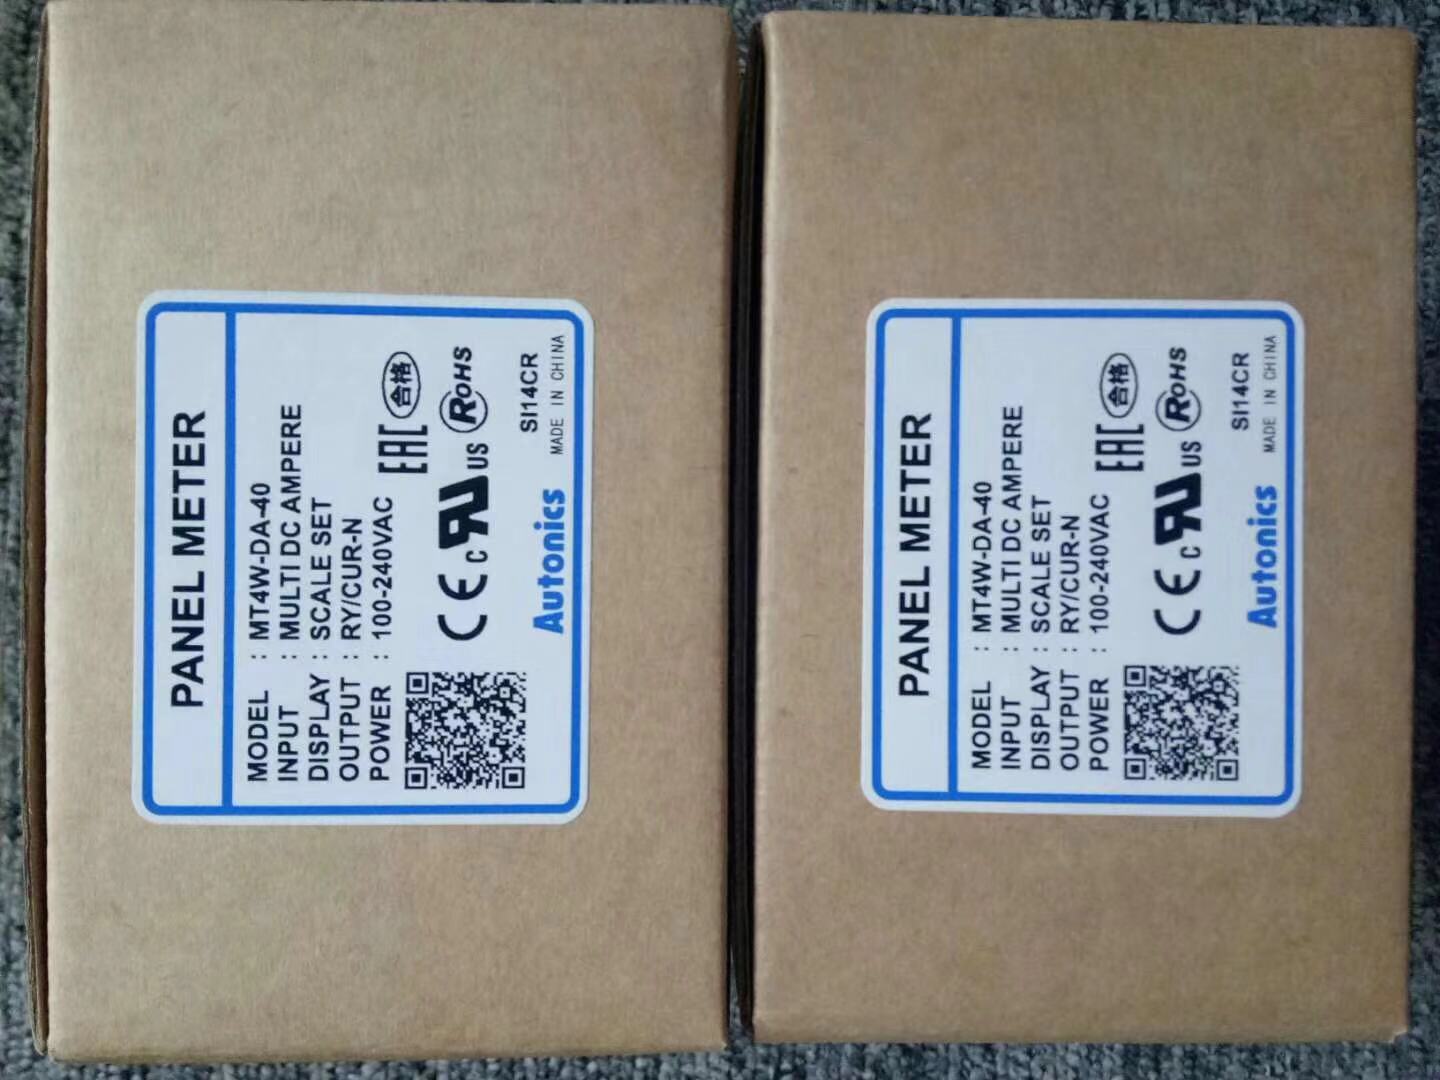 PANEL METER
MODEL : MT4W-DA-40
INPUT : MULTI DC AMPERE
DISPLAY : SCALE SET
OUTPUT : RY/CUR-N
POWER : 100-240VAC
EAC 合格
CE c RU US RoHS
SI14CR
Autonics MADE IN CHINA
PANEL METER
MODEL : MT4W-DA-40
INPUT : MULTI DC AMPERE
DISPLAY : SCALE SET
OUTPUT : RY/CUR-N
POWER : 100-240VAC
EAC 合格
CE c RU US RoHS
SI14CR
Autonics MADE IN CHINA